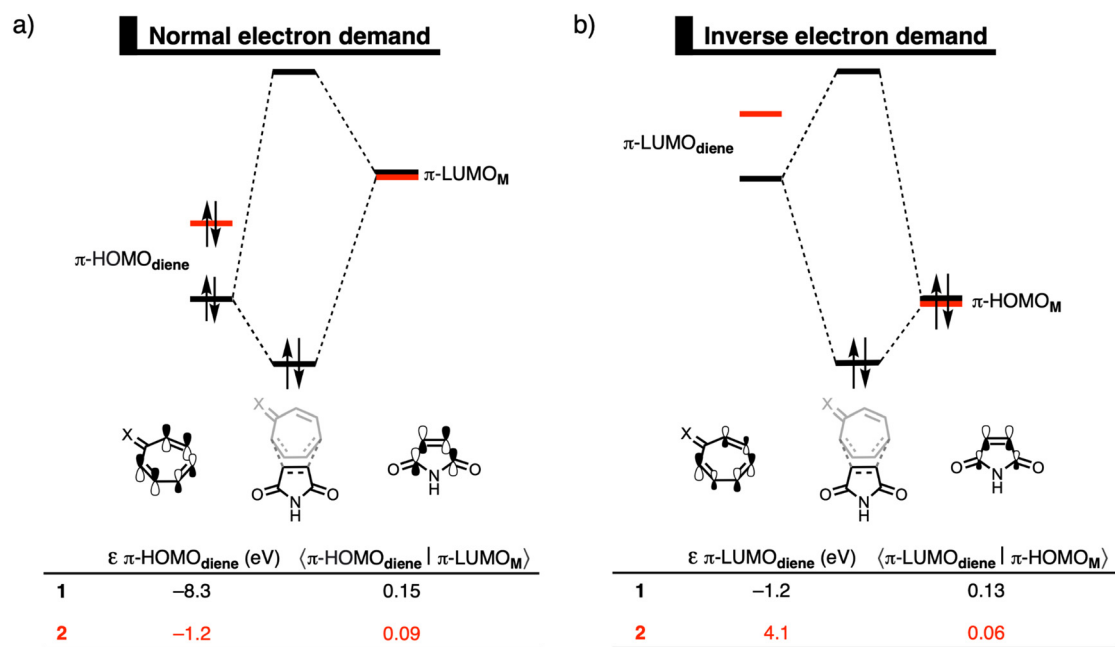 a)
Normal electron demand
π-LUMOM
π-HOMOdiene
X
X
O
O
N
H
O
O
N
H
ε π-HOMOdiene (eV) ⟨π-HOMOdiene | π-LUMOM⟩
1 −8.3 0.15
2 −1.2 0.09
b)
Inverse electron demand
π-LUMOdiene
π-HOMOM
X
X
O
O
N
H
O
O
N
H
ε π-LUMOdiene (eV) ⟨π-LUMOdiene | π-HOMOM⟩
1 −1.2 0.13
2 4.1 0.06